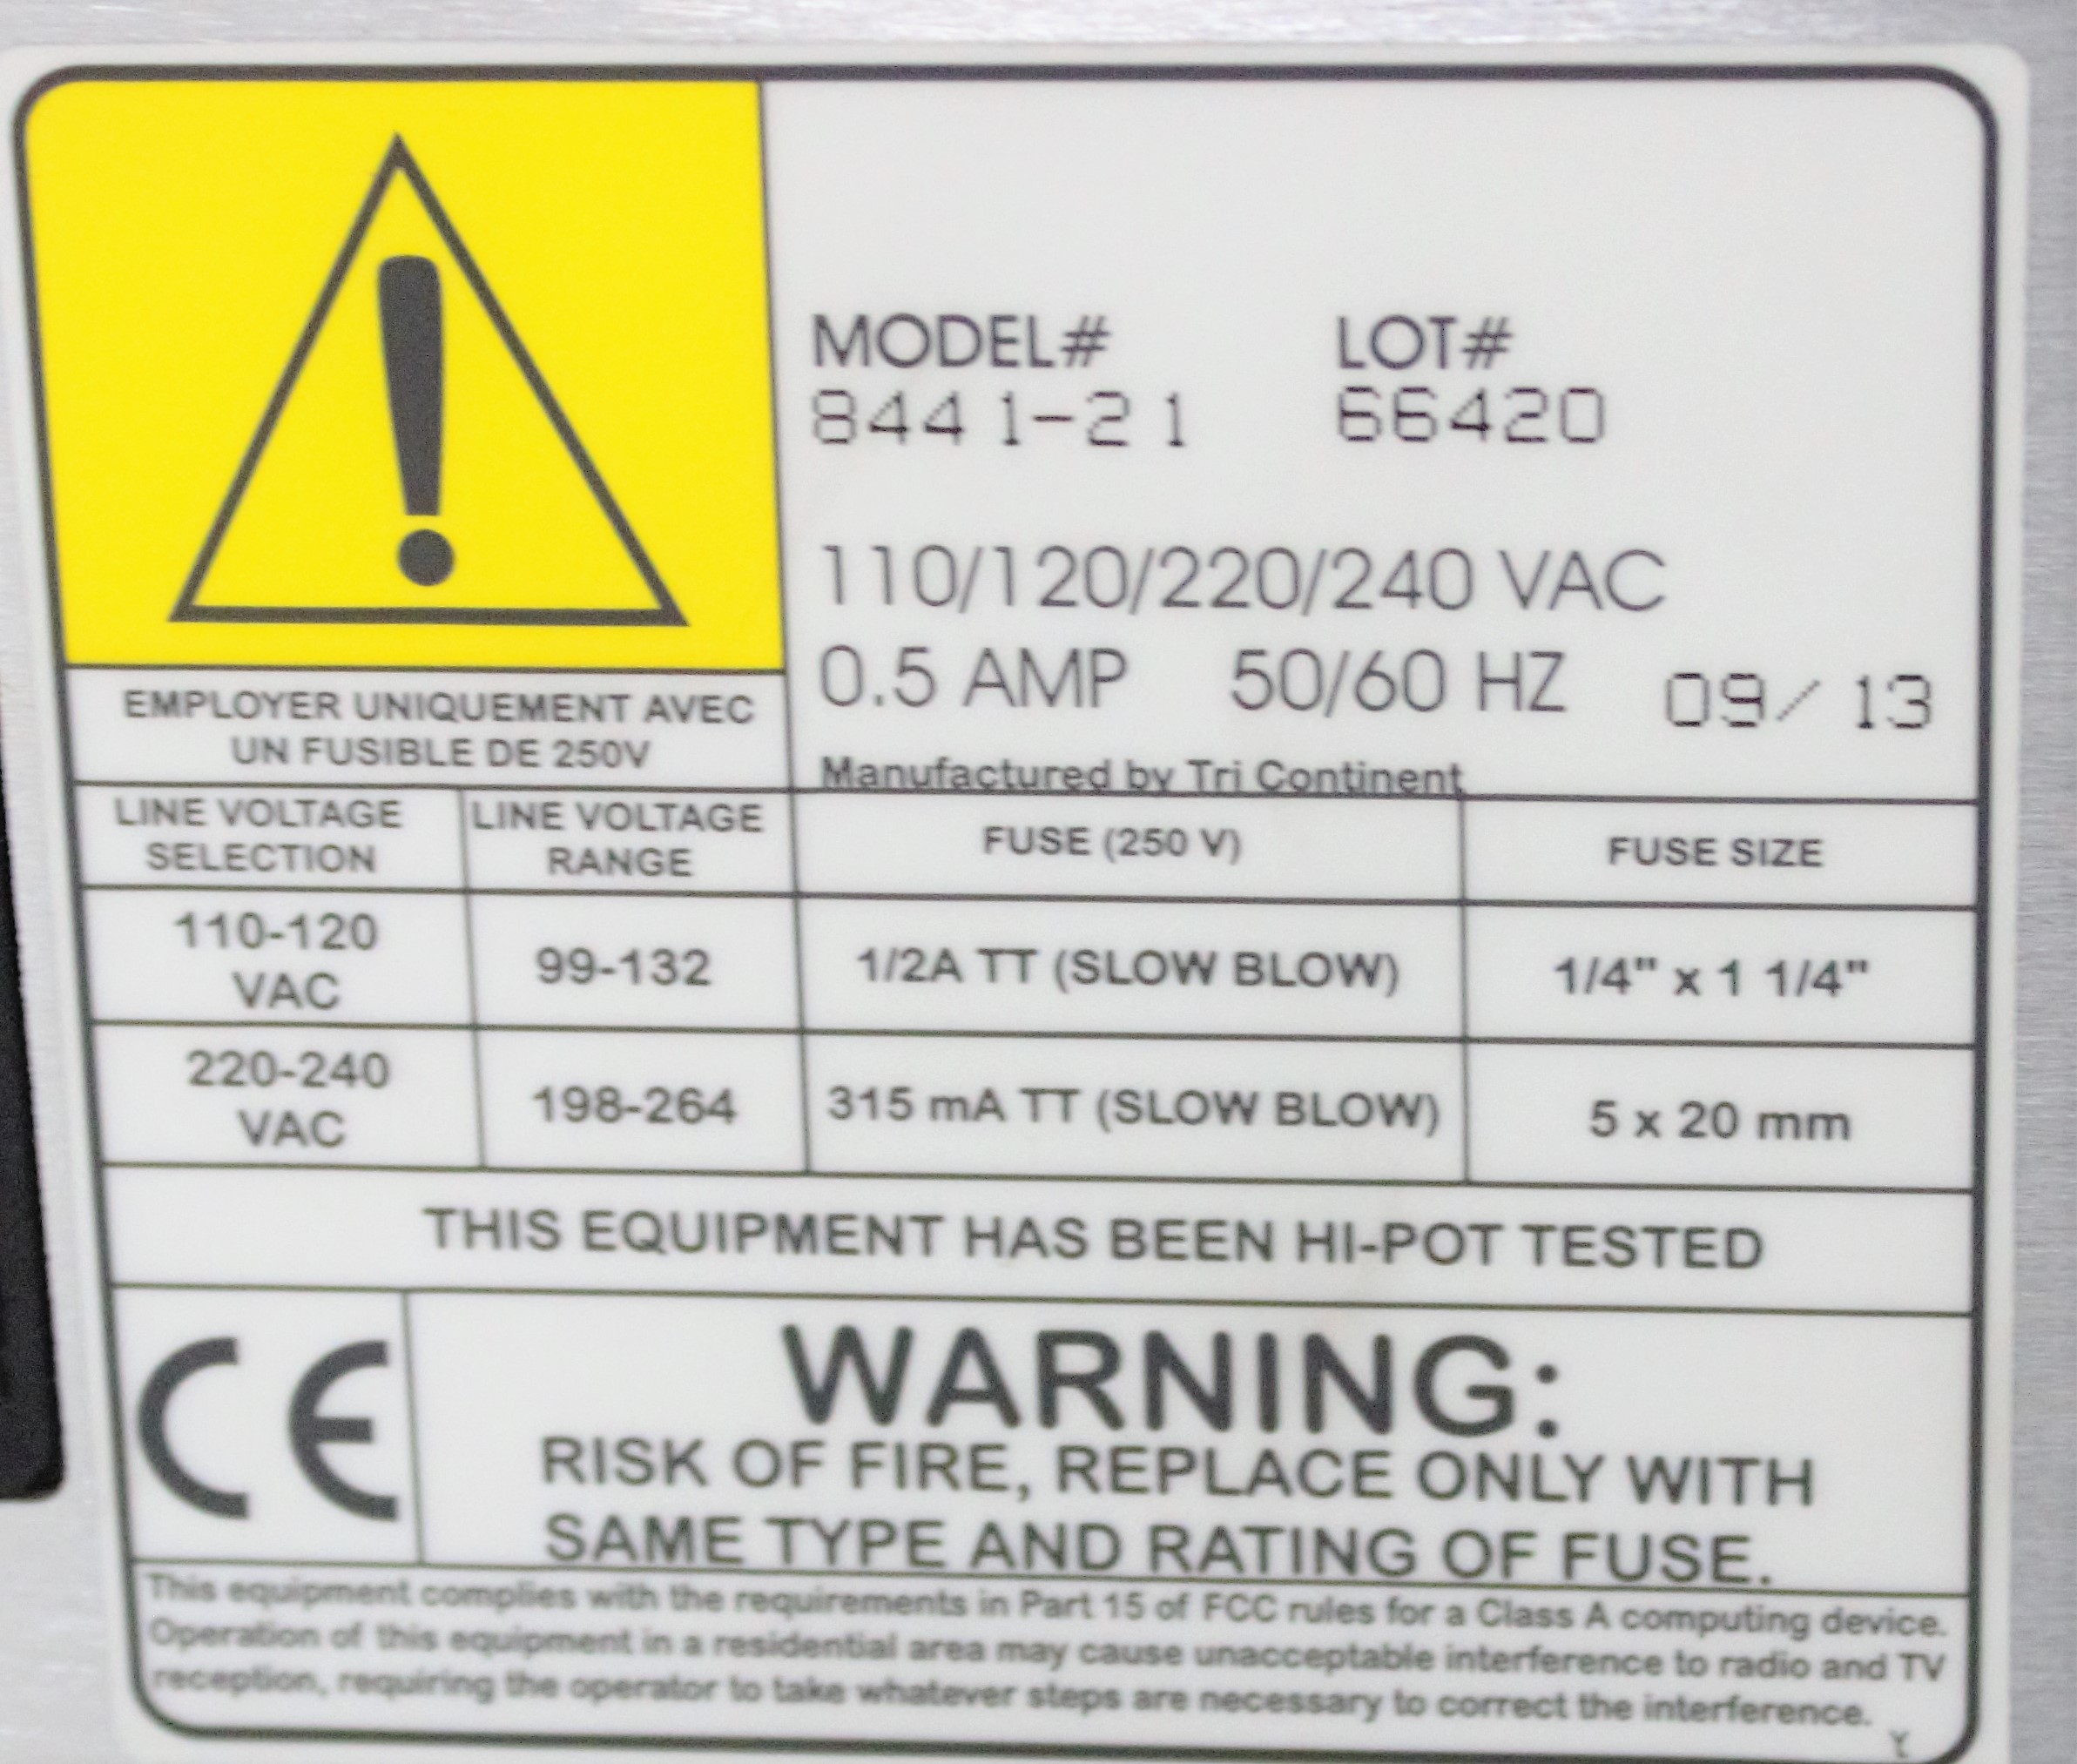 MODEL# LOT#
8441-21 66420
110/120/220/240 VAC
0.5 AMP 50/60 HZ 09/13
Manufactured by Tri Continent
EMPLOYER UNIQUEMENT AVEC
UN FUSIBLE DE 250V
LINE VOLTAGE
SELECTION
LINE VOLTAGE
RANGE
FUSE (250 V)
FUSE SIZE
110-120
VAC
99-132
1/2A TT (SLOW BLOW)
1/4" x 1 1/4"
220-240
VAC
198-264
315 mA TT (SLOW BLOW)
5 x 20 mm
THIS EQUIPMENT HAS BEEN HI-POT TESTED
CE
WARNING:
RISK OF FIRE, REPLACE ONLY WITH
SAME TYPE AND RATING OF FUSE.
This equipment complies with the requirements in Part 15 of FCC rules for a Class A computing device.
Operation of this equipment in a residential area may cause unacceptable interference to radio and TV
reception, requiring the operator to take whatever steps are necessary to correct the interference.
Y